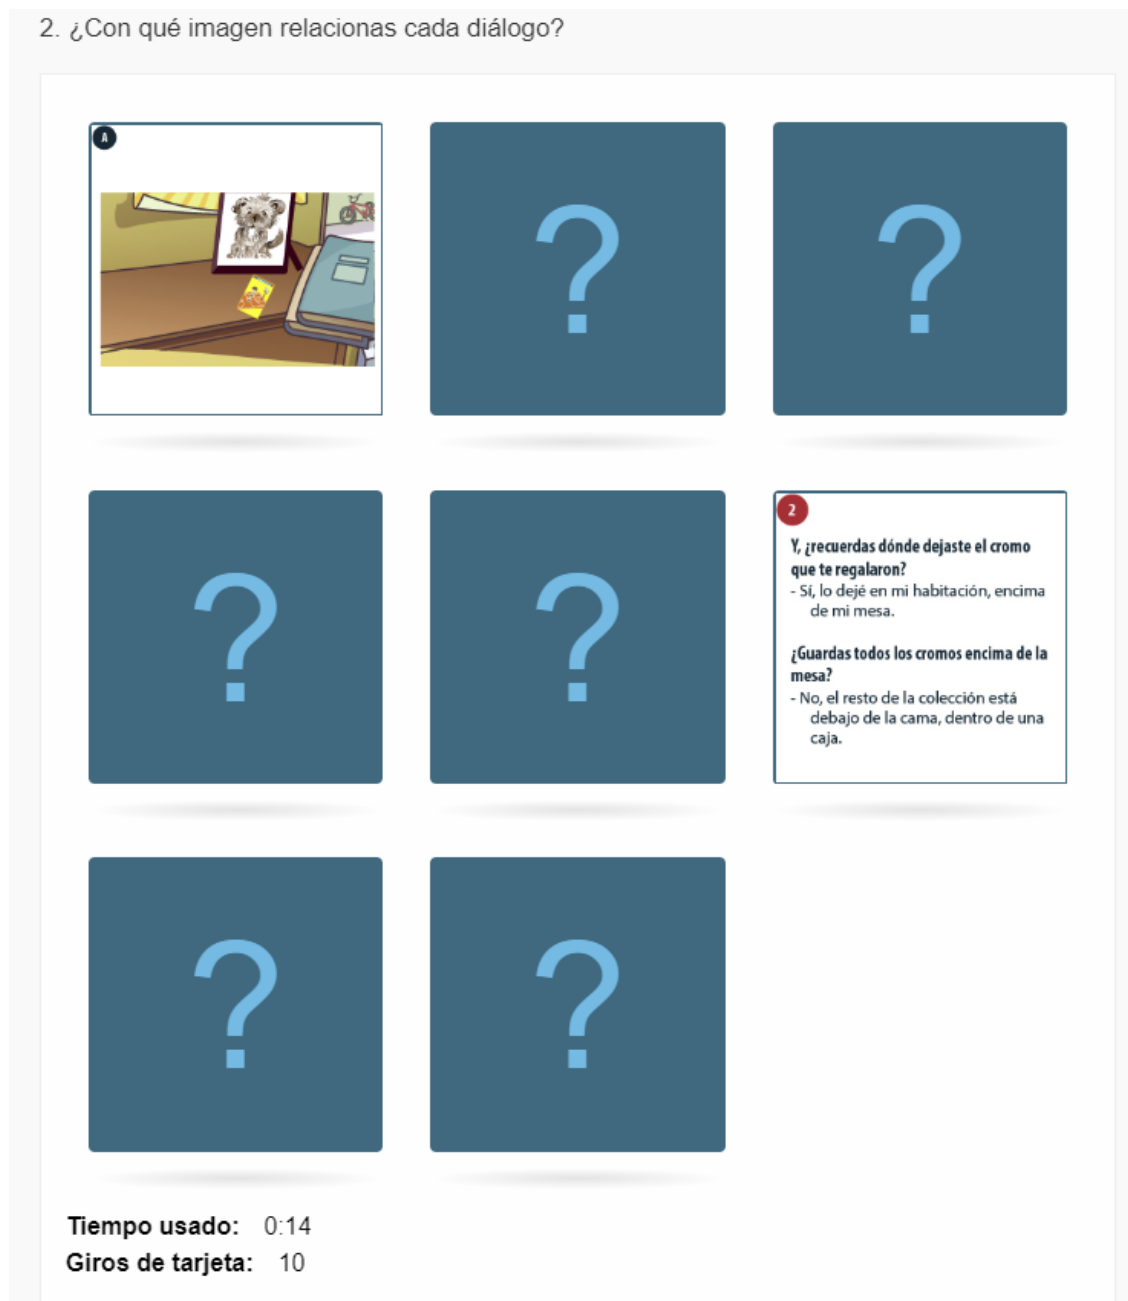 2. ¿Con qué imagen relacionas cada diálogo?
A
?
?
?
?
2
Y, ¿recuerdas dónde dejaste el cromo
que te regalaron?
- Sí, lo dejé en mi habitación, encima
de mi mesa.
¿Guardas todos los cromos encima de la
mesa?
- No, el resto de la colección está
debajo de la cama, dentro de una
caja.
?
?
Tiempo usado: 0:14
Giros de tarjeta: 10